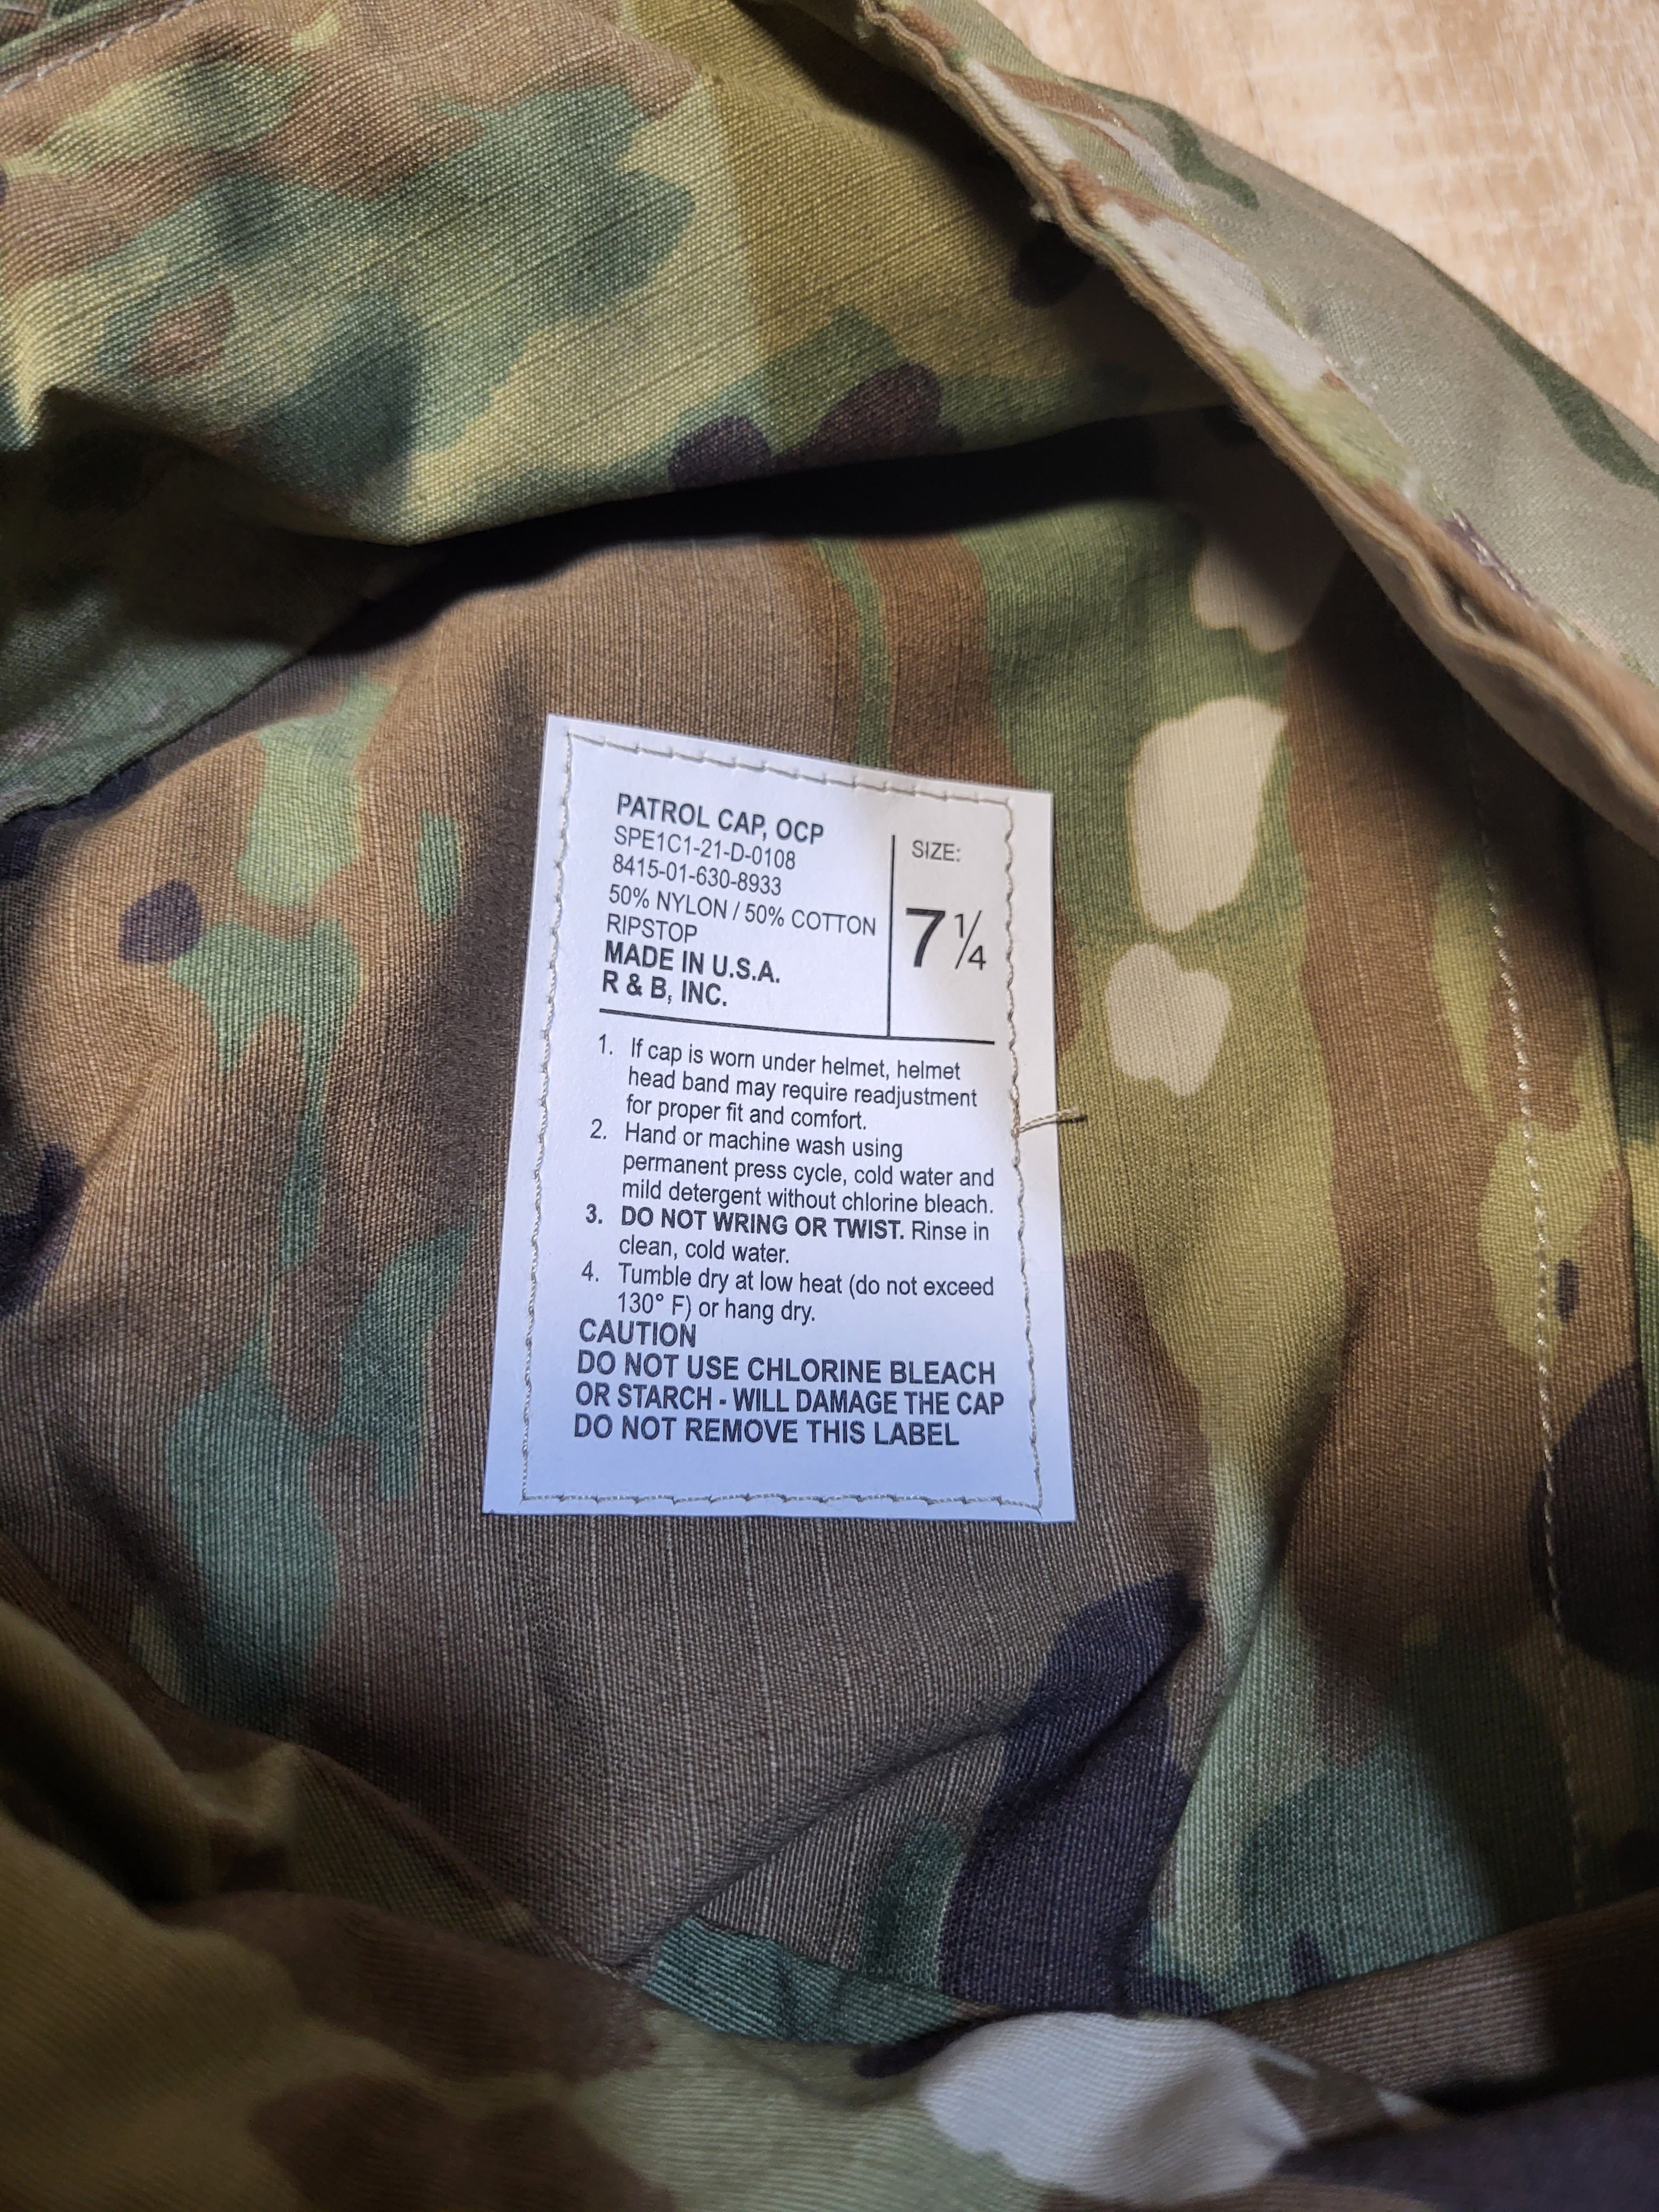 PATROL CAP, OCP
SPE1C1-21-D-0108
8415-01-630-8933
50% NYLON / 50% COTTON
RIPSTOP
MADE IN U.S.A.
R & B, INC.
SIZE:
7 1/4
1. If cap is worn under helmet, helmet
head band may require readjustment
for proper fit and comfort.
2. Hand or machine wash using
permanent press cycle, cold water and
mild detergent without chlorine bleach.
3. DO NOT WRING OR TWIST. Rinse in
clean, cold water.
4. Tumble dry at low heat (do not exceed
130° F) or hang dry.
CAUTION
DO NOT USE CHLORINE BLEACH
OR STARCH - WILL DAMAGE THE CAP
DO NOT REMOVE THIS LABEL